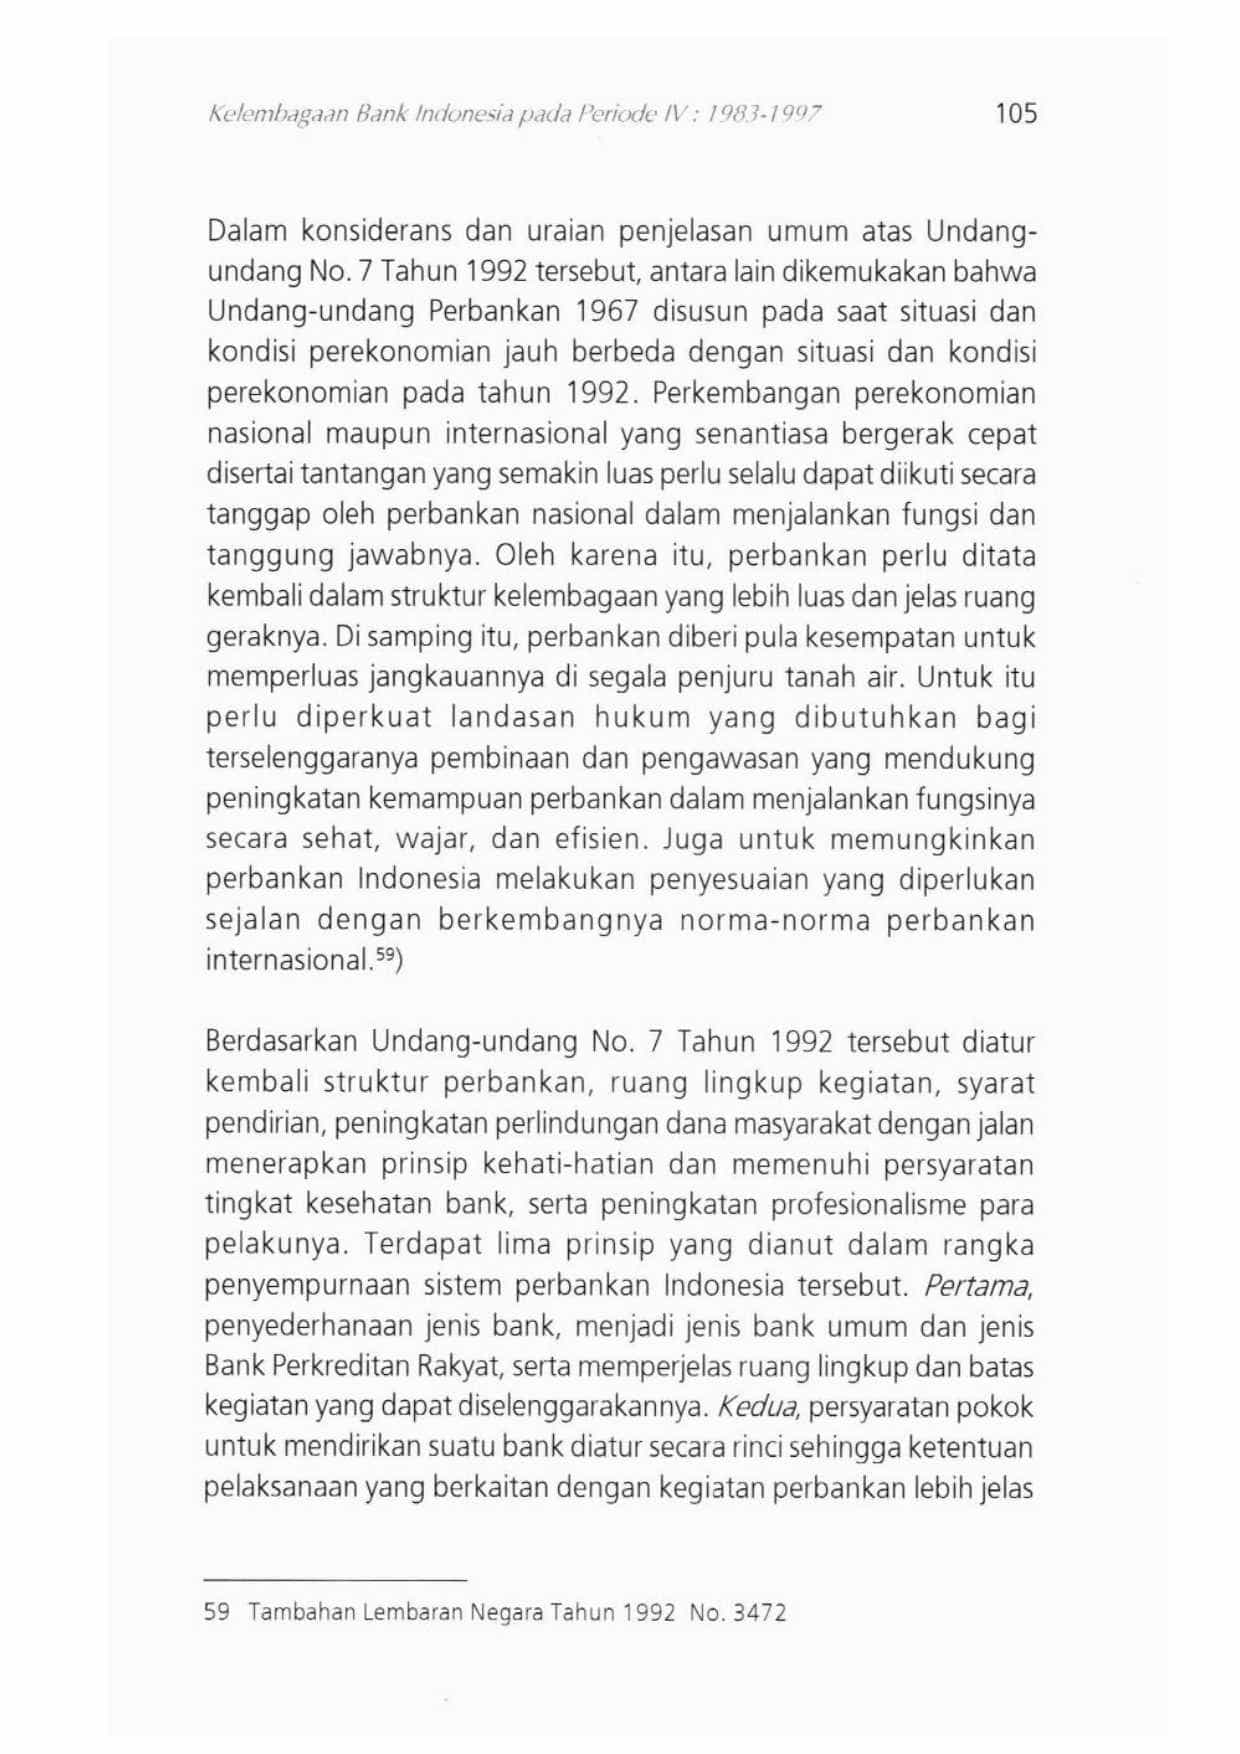 Kelembagaan Bank Indonesia pada Periode IV : 1983-1997 105
Dalam konsiderans dan uraian penjelasan umum atas Undang-
undang No. 7 Tahun 1992 tersebut, antara lain dikemukakan bahwa
Undang-undang Perbankan 1967 disusun pada saat situasi dan
kondisi perekonomian jauh berbeda dengan situasi dan kondisi
perekonomian pada tahun 1992. Perkembangan perekonomian
nasional maupun internasional yang senantiasa bergerak cepat
disertai tantangan yang semakin luas perlu selalu dapat diikuti secara
tanggap oleh perbankan nasional dalam menjalankan fungsi dan
tanggung jawabnya. Oleh karena itu, perbankan perlu ditata
kembali dalam struktur kelembagaan yang lebih luas dan jelas ruang
geraknya. Di samping itu, perbankan diberi pula kesempatan untuk
memperluas jangkauannya di segala penjuru tanah air. Untuk itu
perlu diperkuat landasan hukum yang dibutuhkan bagi
terselenggaranya pembinaan dan pengawasan yang mendukung
peningkatan kemampuan perbankan dalam menjalankan fungsinya
secara sehat, wajar, dan efisien. Juga untuk memungkinkan
perbankan Indonesia melakukan penyesuaian yang diperlukan
sejalan dengan berkembangnya norma-norma perbankan
internasional.⁵⁹)
Berdasarkan Undang-undang No. 7 Tahun 1992 tersebut diatur
kembali struktur perbankan, ruang lingkup kegiatan, syarat
pendirian, peningkatan perlindungan dana masyarakat dengan jalan
menerapkan prinsip kehati-hatian dan memenuhi persyaratan
tingkat kesehatan bank, serta peningkatan profesionalisme para
pelakunya. Terdapat lima prinsip yang dianut dalam rangka
penyempurnaan sistem perbankan Indonesia tersebut. Pertama,
penyederhanaan jenis bank, menjadi jenis bank umum dan jenis
Bank Perkreditan Rakyat, serta memperjelas ruang lingkup dan batas
kegiatan yang dapat diselenggarakannya. Kedua, persyaratan pokok
untuk mendirikan suatu bank diatur secara rinci sehingga ketentuan
pelaksanaan yang berkaitan dengan kegiatan perbankan lebih jelas
59 Tambahan Lembaran Negara Tahun 1992 No. 3472